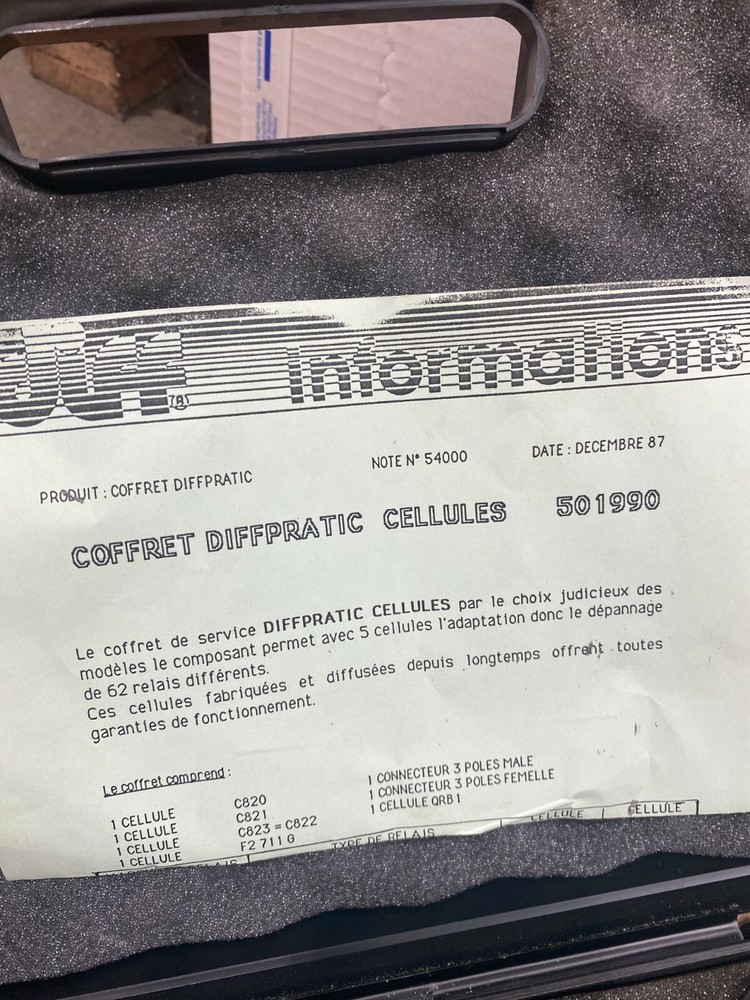 diff ® informations
PRODUIT : COFFRET DIFFPRATIC NOTE N° 54000 DATE : DECEMBRE 87
COFFRET DIFFPRATIC CELLULES 501990
Le coffret de service DIFFPRATIC CELLULES par le choix judicieux des
modèles le composant permet avec 5 cellules l'adaptation donc le dépannage
de 62 relais différents.
Ces cellules fabriquées et diffusées depuis longtemps offrent toutes
garanties de fonctionnement.
Le coffret comprend :
1 CELLULE C820 1 CONNECTEUR 3 POLES MALE
1 CELLULE C821 1 CONNECTEUR 3 POLES FEMELLE
1 CELLULE C823 = C822 1 CELLULE QRB1
1 CELLULE F2 711 0
TYPE DE RELAIS CELLULE CELLULE